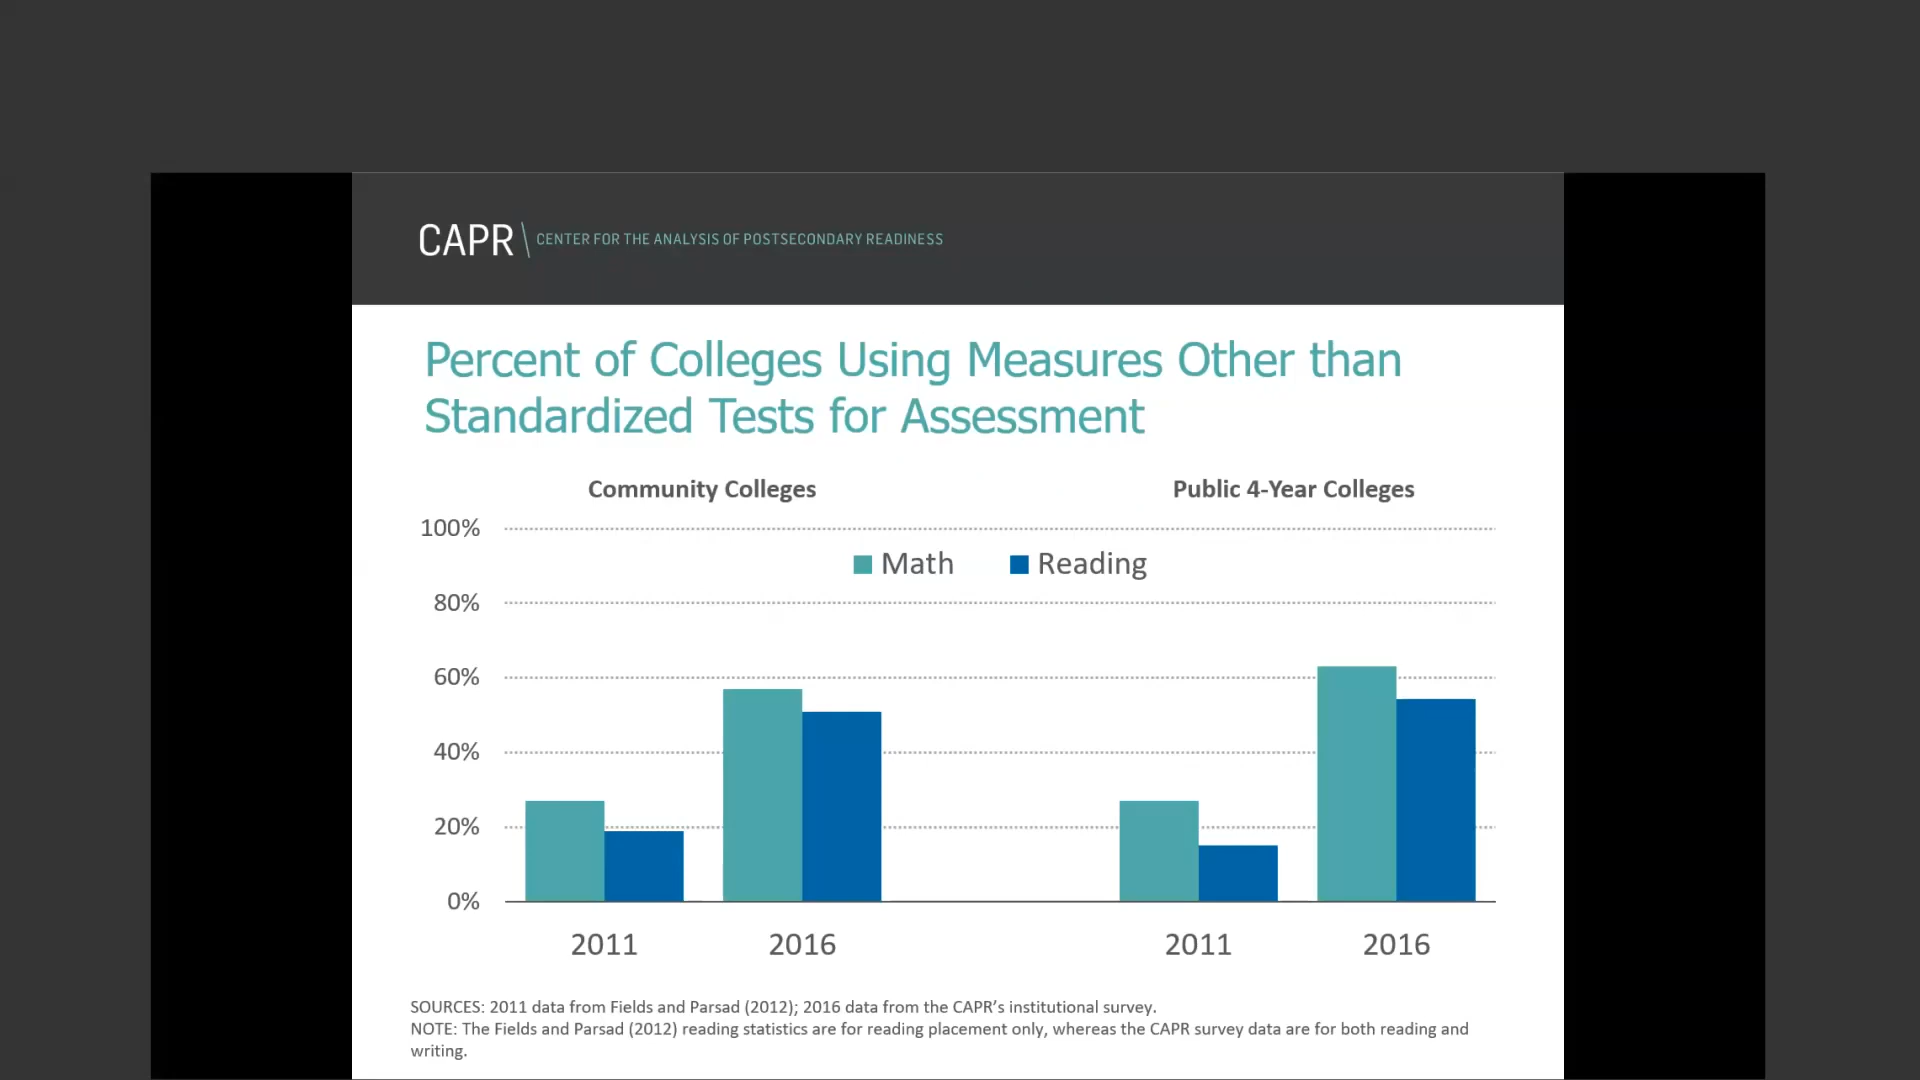 CAPR
CENTER FOR THE ANALYSIS OF POSTSECONDARY READINESS
Percent of Colleges Using Measures Other than
Standardized Tests for Assessment
Community Colleges
Public 4-Year Colleges
100%
Math
Reading
80%
60%
40%
20%
0%
2011
2016
2011
2016
SOURCES: 2011 data from Fields and Parsad (2012); 2016 data from the CAPR’s institutional survey.
NOTE: The Fields and Parsad (2012) reading statistics are for reading placement only, whereas the CAPR survey data are for both reading and
writing.